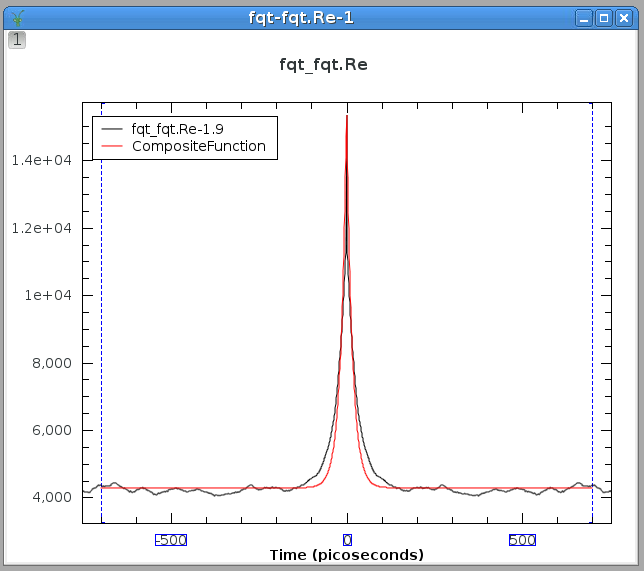 fqt-fqt.Re-1
1
fqt_fqt.Re
fqt_fqt.Re-1.9
CompositeFunction
1.4e+04
1.2e+04
1e+04
8,000
6,000
4,000
-500 0 500
Time (picoseconds)